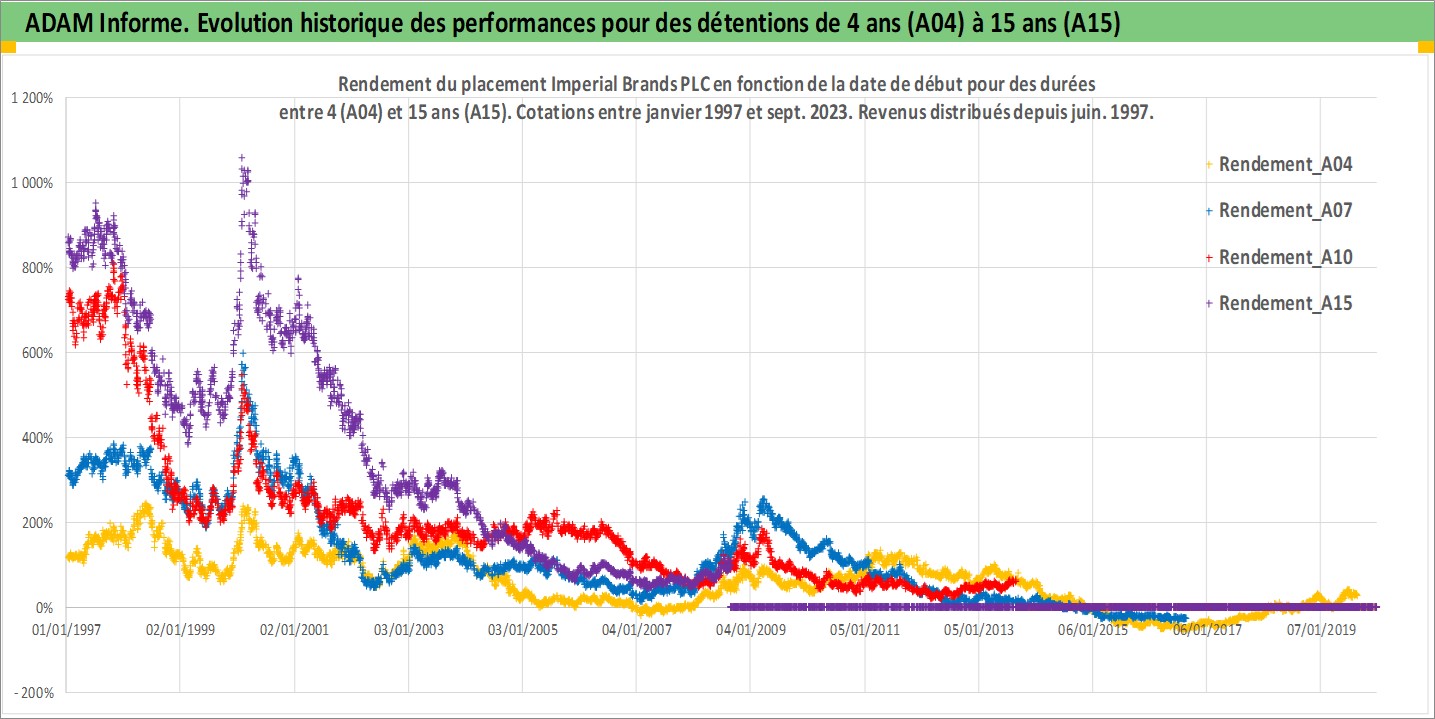 ADAM Informe. Evolution historique des performances pour des détentions de 4 ans (A04) à 15 ans (A15)
Rendement du placement Imperial Brands PLC en fonction de la date de début pour des durées
entre 4 (A04) et 15 ans (A15). Cotations entre janvier 1997 et sept. 2023. Revenus distribués depuis juin. 1997.
1 200%
1 000%
800%
600%
400%
200%
0%
-200%
Rendement_A04
Rendement_A07
Rendement_A10
Rendement_A15
01/01/1997 02/01/1999 02/01/2001 03/01/2003 03/01/2005 04/01/2007 04/01/2009 05/01/2011 05/01/2013 06/01/2015 06/01/2017 07/01/2019